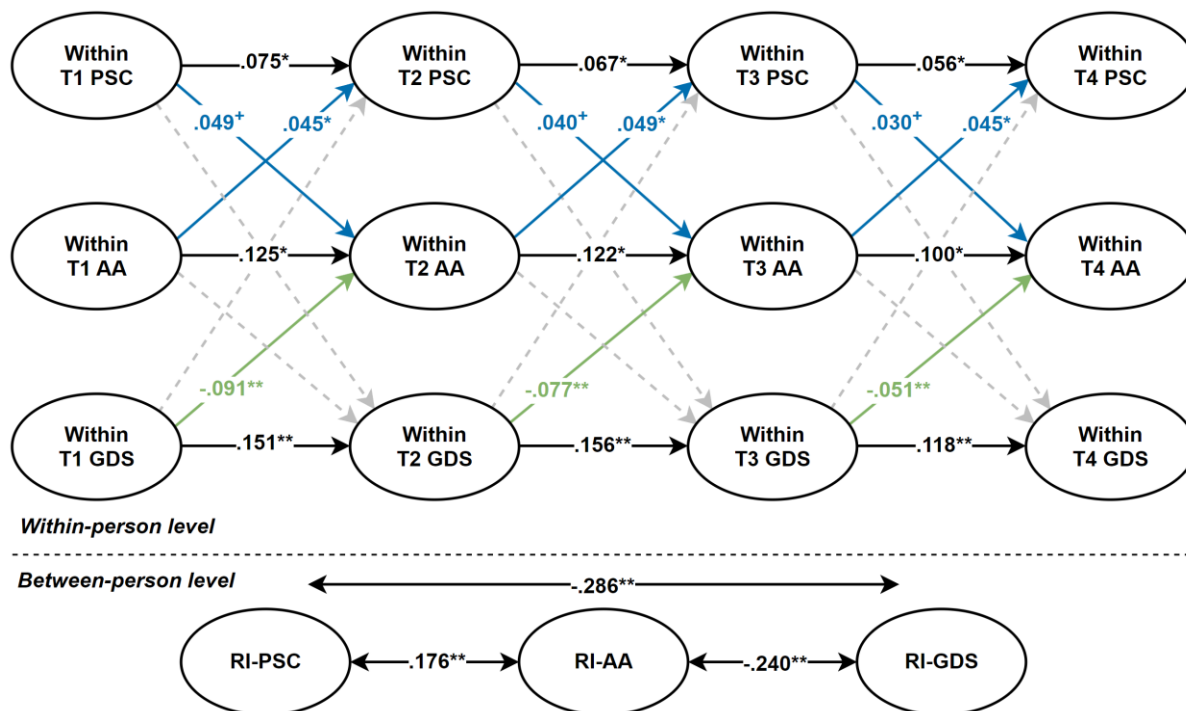 Within
T1 PSC
.075*
Within
T2 PSC
.067*
Within
T3 PSC
.056*
Within
T4 PSC
.049+
.045*
.040+
.049*
.030+
.045*
Within
T1 AA
.125*
Within
T2 AA
.122*
Within
T3 AA
.100*
Within
T4 AA
-.091**
-.077**
-.051**
Within
T1 GDS
.151**
Within
T2 GDS
.156**
Within
T3 GDS
.118**
Within
T4 GDS
Within-person level
Between-person level
-.286**
RI-PSC
.176**
RI-AA
-.240**
RI-GDS